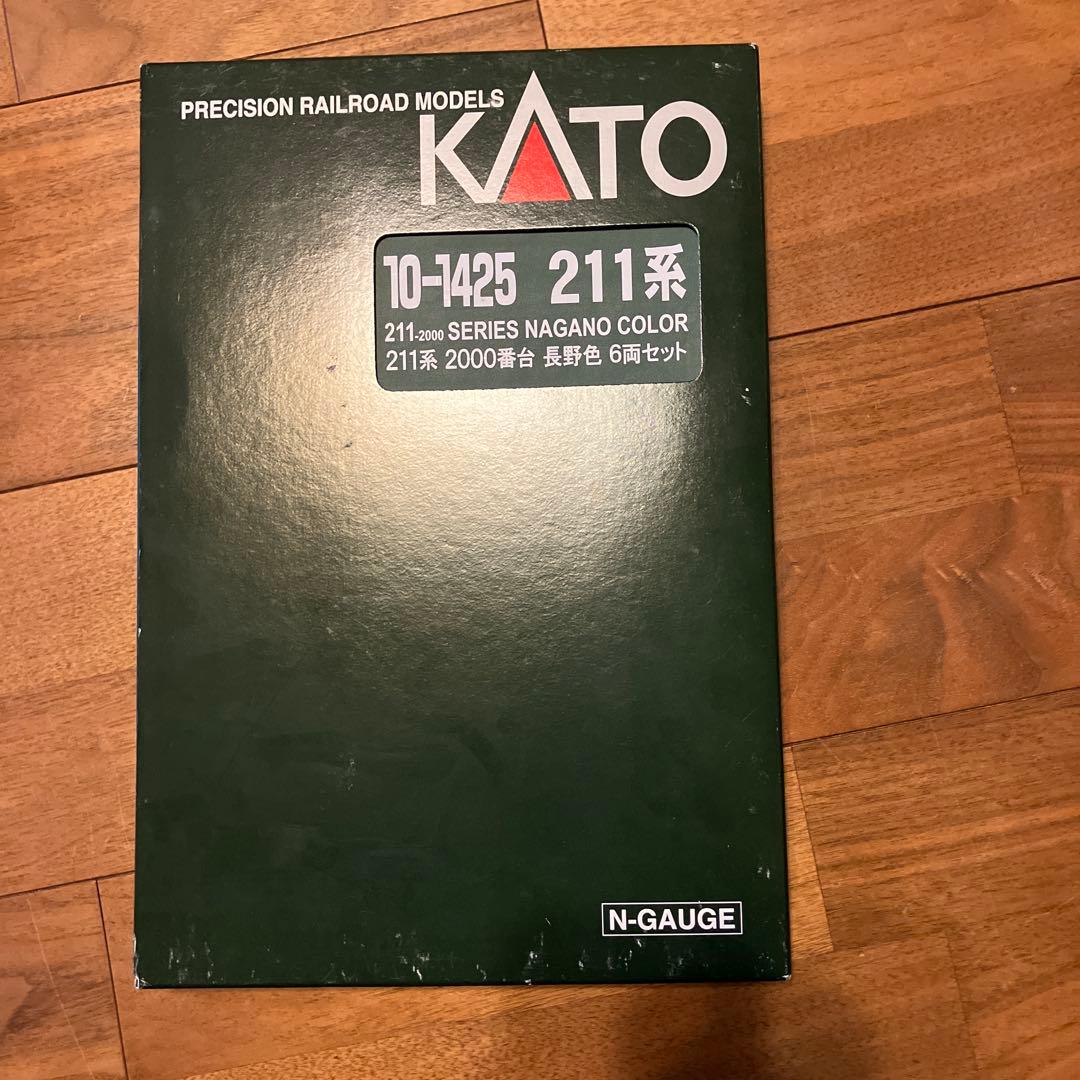 PRECISION RAILROAD MODELS
KATO
10-1425 211系
211-2000 SERIES NAGANO COLOR
211系 2000番台 長野色 6両セット
N-GAUGE